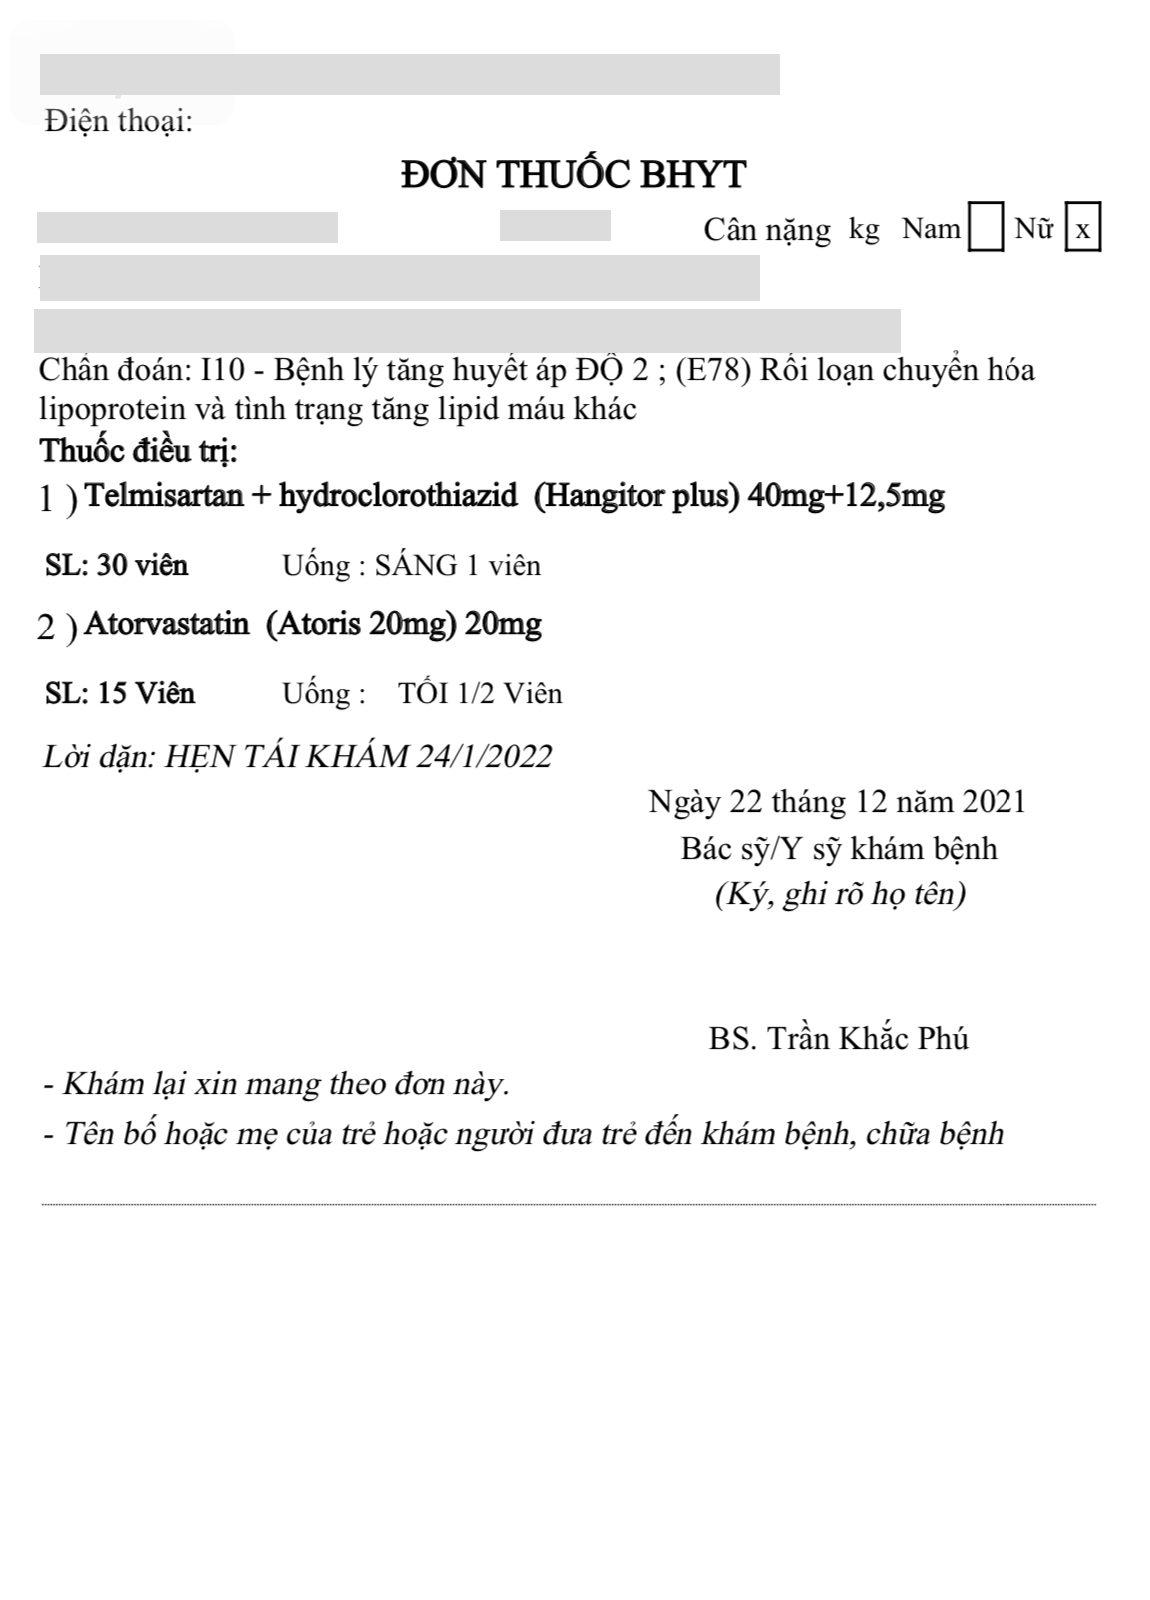 Điện thoại:
ĐƠN THUỐC BHYT
Cân nặng kg Nam Nữ x
Chẩn đoán: I10 - Bệnh lý tăng huyết áp ĐỘ 2 ; (E78) Rối loạn chuyển hóa
lipoprotein và tình trạng tăng lipid máu khác
Thuốc điều trị:
1 ) Telmisartan + hydroclorothiazid (Hangitor plus) 40mg+12,5mg
SL: 30 viên Uống : SÁNG 1 viên
2 ) Atorvastatin (Atoris 20mg) 20mg
SL: 15 Viên Uống : TỐI 1/2 Viên
Lời dặn: HẸN TÁI KHÁM 24/1/2022
Ngày 22 tháng 12 năm 2021
Bác sỹ/Y sỹ khám bệnh
(Ký, ghi rõ họ tên)
BS. Trần Khắc Phú
- Khám lại xin mang theo đơn này.
- Tên bố hoặc mẹ của trẻ hoặc người đưa trẻ đến khám bệnh, chữa bệnh